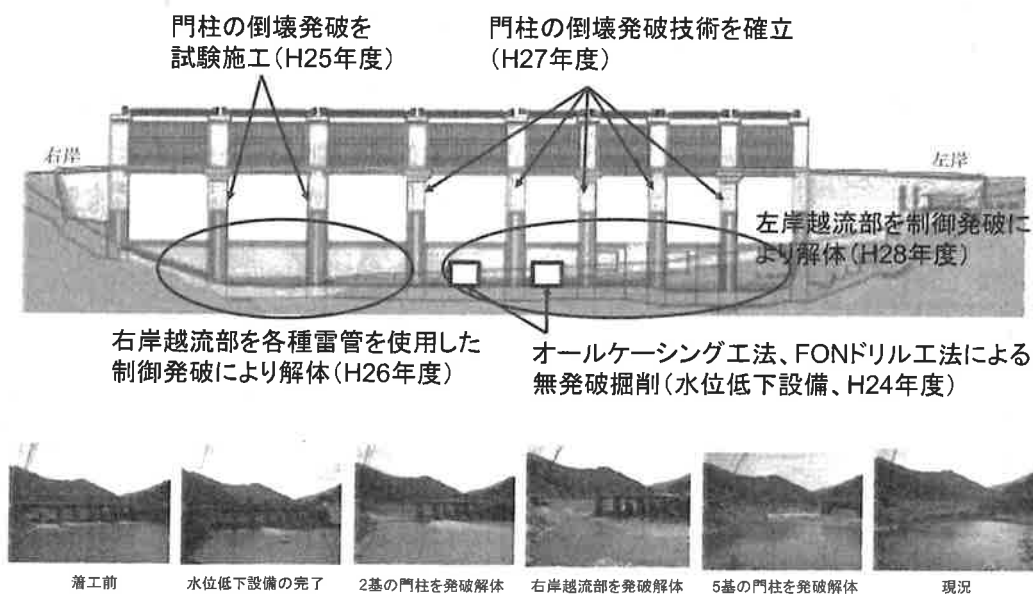 門柱の倒壊発破を
試験施工(H25年度)
門柱の倒壊発破技術を確立
(H27年度)
右岸
左岸
左岸越流部を制御発破に
より解体(H28年度)
右岸越流部を各種雷管を使用した
制御発破により解体(H26年度)
オールケーシング工法、FONドリル工法による
無発破掘削(水位低下設備、H24年度)
着工前
水位低下設備の完了
2基の門柱を発破解体
右岸越流部を発破解体
5基の門柱を発破解体
現況